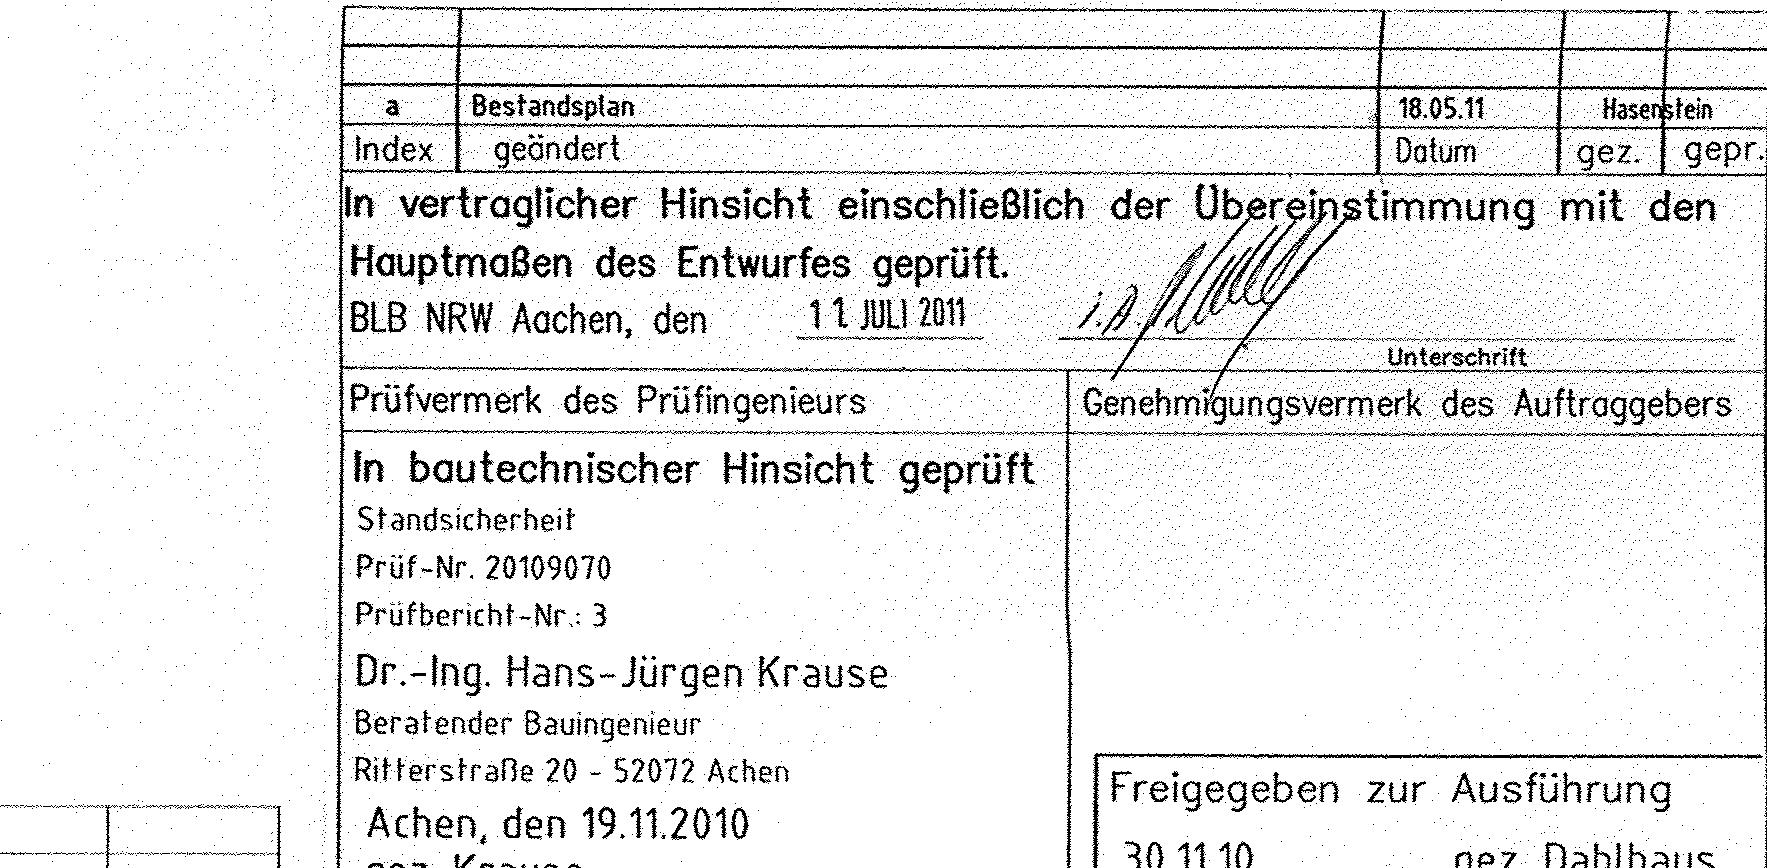 a Bestandsplan 18.05.11 Hasenstein
Index geändert Datum gez. gepr.
In vertraglicher Hinsicht einschließlich der Übereinstimmung mit den
Hauptmaßen des Entwurfes geprüft.
BLB NRW Aachen, den 11. JULI 2011 i.A.
Unterschrift
Prüfvermerk des Prüfingenieurs
Genehmigungsvermerk des Auftraggebers
In bautechnischer Hinsicht geprüft
Standsicherheit
Prüf-Nr. 20109070
Prüfbericht-Nr.: 3
Dr.-Ing. Hans-Jürgen Krause
Beratender Bauingenieur
Ritterstraße 20 - 52072 Achen
Achen, den 19.11.2010
gez. Krause
Freigegeben zur Ausführung
30.11.10 gez. Dahlhaus